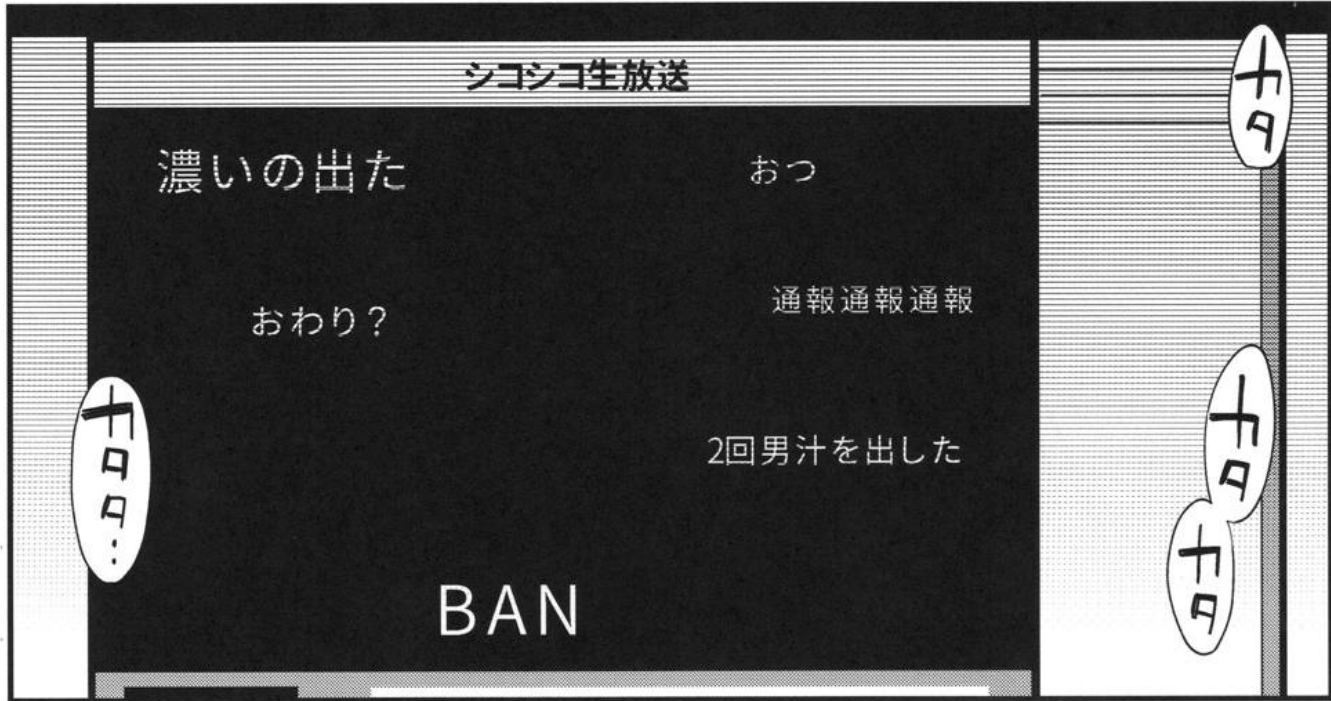 シコシコ生放送
カタ
濃いの出た
おつ
通報通報通報
おわり？
カタ
2回男汁を出した
カタタ…
カタ
BAN